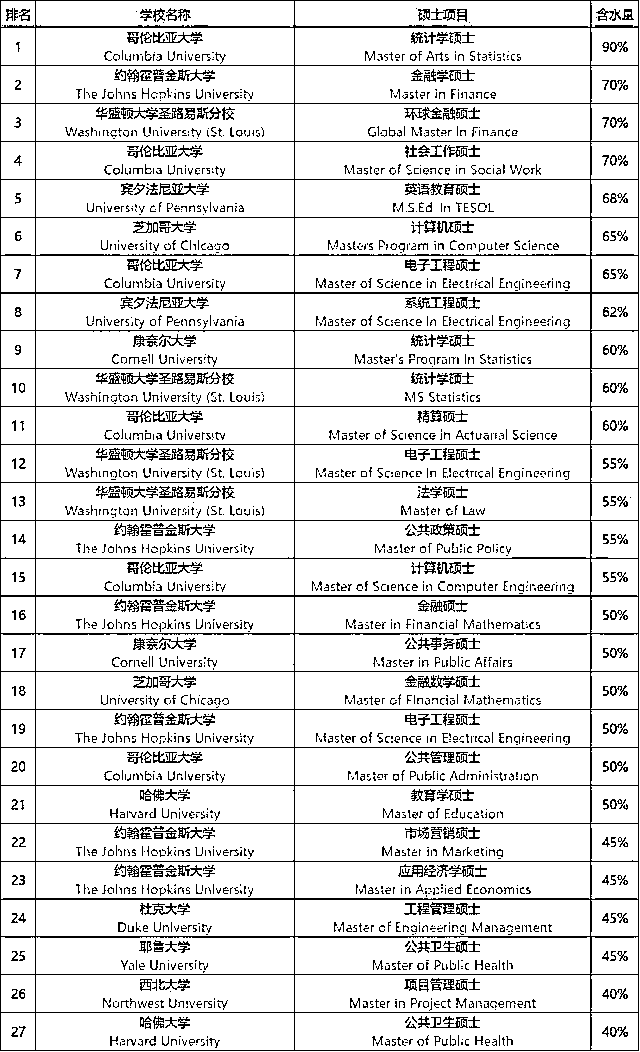 排名 学校名称 硕士项目 含水量
1 哥伦比亚大学 统计学硕士 90%
Columbia University Master of Arts in Statistics
2 约翰霍普金斯大学 金融学硕士 70%
The Johns Hopkins University Master in Finance
3 华盛顿大学圣路易斯分校 环球金融硕士 70%
Washington University (St. Louis) Global Master In Finance
4 哥伦比亚大学 社会工作硕士 70%
Columbia University Master of Science in Social Work
5 宾夕法尼亚大学 英语教育硕士 68%
University of Pennsylvania M.S.Ed. In TESOL
6 芝加哥大学 计算机硕士 65%
University of Chicago Masters Program in Computer Science
7 哥伦比亚大学 电子工程硕士 65%
Columbia University Master of Science in Electrical Engineering
8 宾夕法尼亚大学 系统工程硕士 62%
University of Pennsylvania Master of Science In Electrical Engineering
9 康奈尔大学 统计学硕士 60%
Cornell University Master's Program In Statistics
10 华盛顿大学圣路易斯分校 统计学硕士 60%
Washington University (St. Louis) MS Statistics
11 哥伦比亚大学 精算硕士 60%
Columbia University Master of Science in Actuarial Science
12 华盛顿大学圣路易斯分校 电子工程硕士 55%
Washington University (St. Louis) Master of Science In Electrical Engineering
13 华盛顿大学圣路易斯分校 法学硕士 55%
Washington University (St. Louis) Master of Law
14 约翰霍普金斯大学 公共政策硕士 55%
The Johns Hopkins University Master of Public Policy
15 哥伦比亚大学 计算机硕士 55%
Columbia University Master of Science in Computer Engineering
16 约翰霍普金斯大学 金融硕士 50%
The Johns Hopkins University Master in Financial Mathematics
17 康奈尔大学 公共事务硕士 50%
Cornell University Master in Public Affairs
18 芝加哥大学 金融数学硕士 50%
University of Chicago Master of Financial Mathematics
19 约翰霍普金斯大学 电子工程硕士 50%
The Johns Hopkins University Master of Science in Electrical Engineering
20 哥伦比亚大学 公共管理硕士 50%
Columbia University Master of Public Administration
21 哈佛大学 教育学硕士 50%
Harvard University Master of Education
22 约翰霍普金斯大学 市场营销硕士 45%
The Johns Hopkins University Master in Marketing
23 约翰霍普金斯大学 应用经济学硕士 45%
The Johns Hopkins University Master in Applied Economics
24 杜克大学 工程管理硕士 45%
Duke University Master of Engineering Management
25 耶鲁大学 公共卫生硕士 45%
Yale University Master of Public Health
26 西北大学 项目管理硕士 40%
Northwest University Master in Project Management
27 哈佛大学 公共卫生硕士 40%
Harvard University Master of Public Health